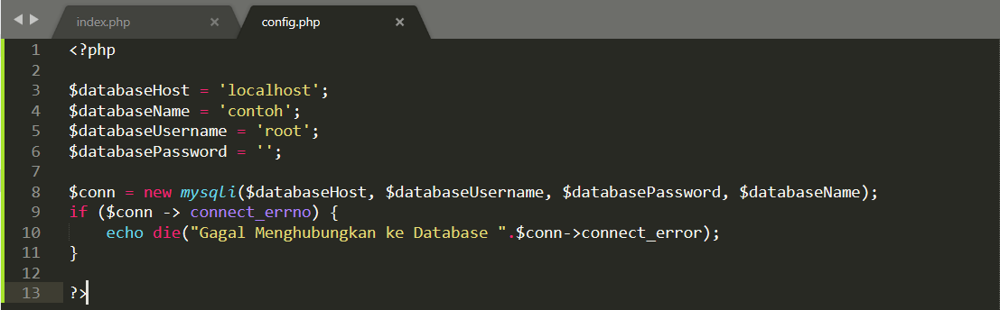 index.php × config.php ×
1 <?php
2
3 $databaseHost = 'localhost';
4 $databaseName = 'contoh';
5 $databaseUsername = 'root';
6 $databasePassword = '';
7
8 $conn = new mysqli($databaseHost, $databaseUsername, $databasePassword, $databaseName);
9 if ($conn -> connect_errno) {
10 echo die("Gagal Menghubungkan ke Database ".$conn->connect_error);
11 }
12
13 ?>